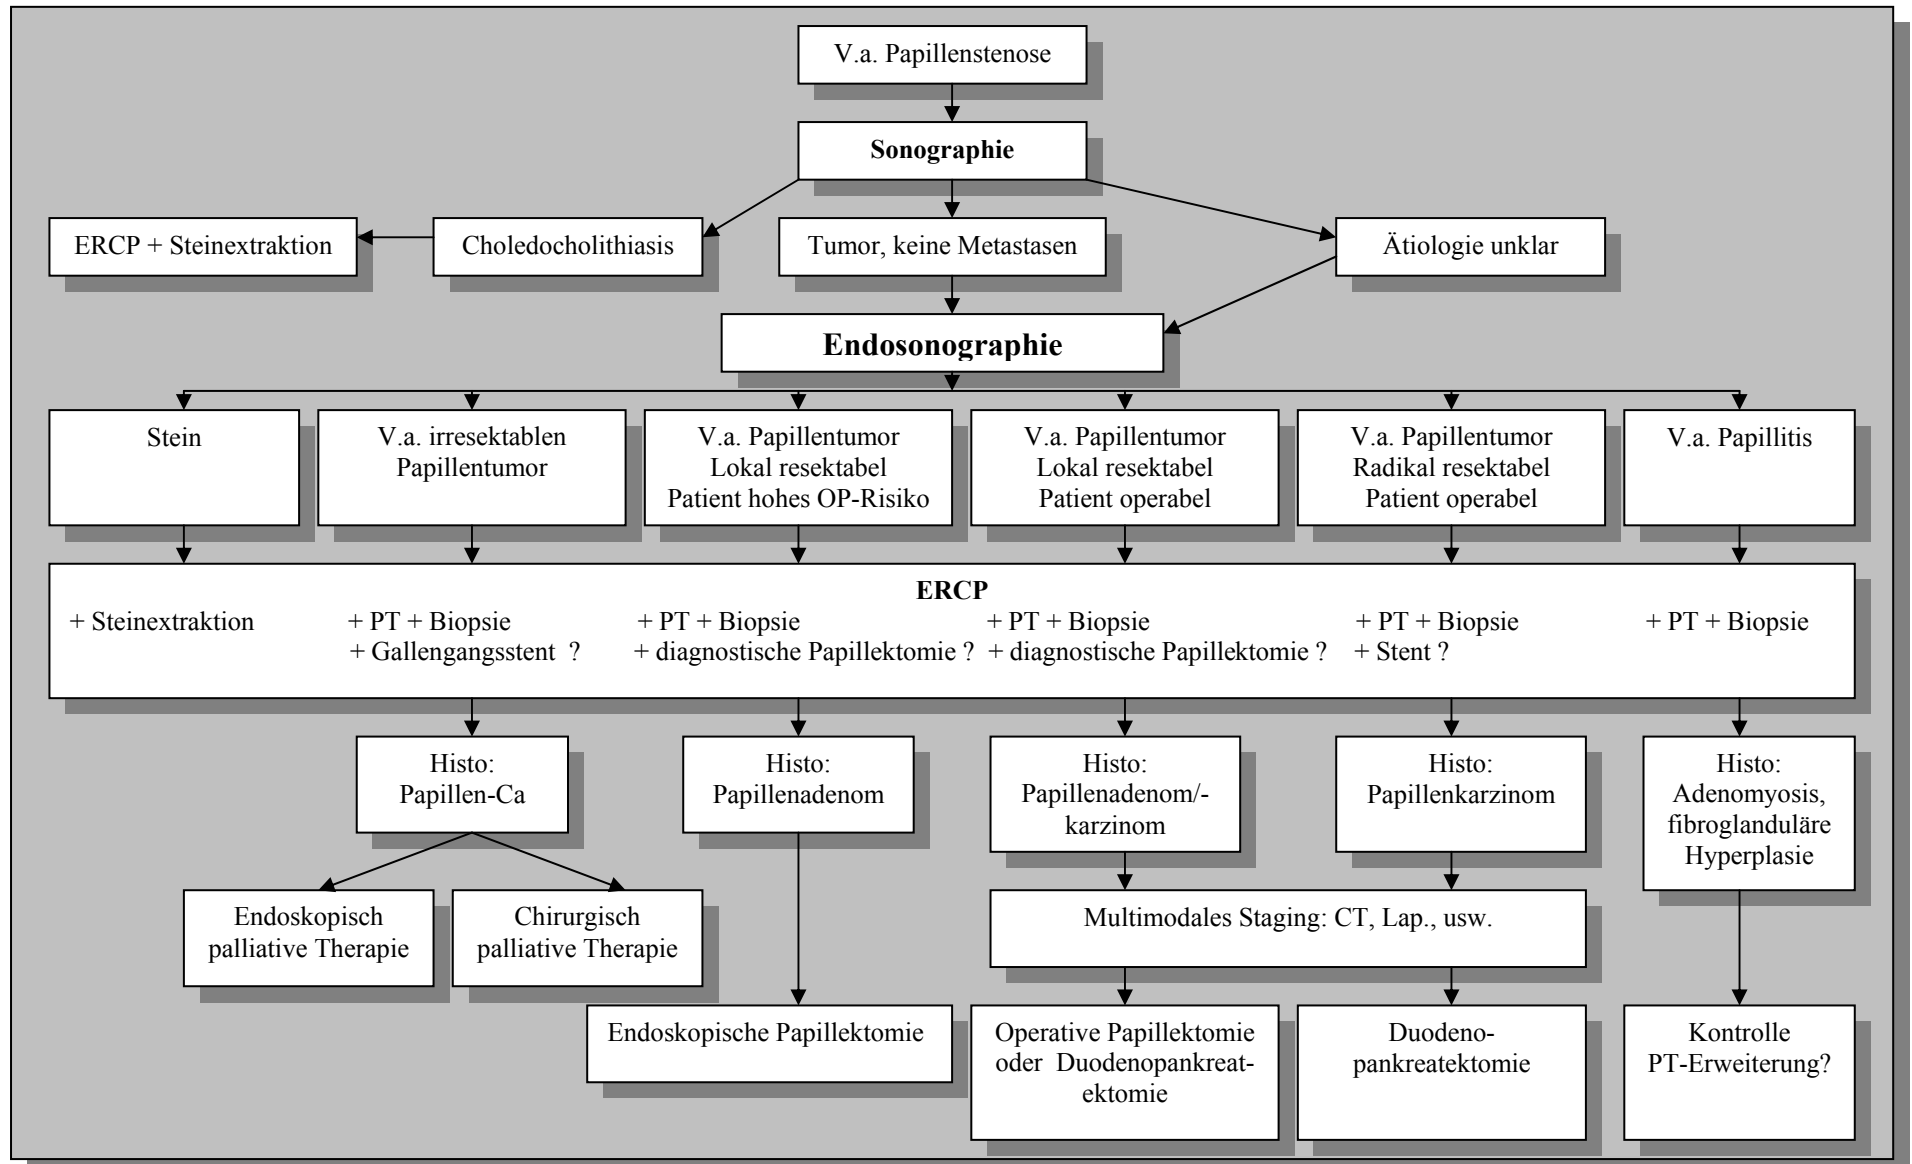 V.a. Papillenstenose
Sonographie
ERCP + Steinextraktion
Choledocholithiasis
Tumor, keine Metastasen
Ätiologie unklar
Endosonographie
Stein
V.a. irresektablen
Papillentumor
V.a. Papillentumor
Lokal resektabel
Patient hohes OP-Risiko
V.a. Papillentumor
Lokal resektabel
Patient operabel
V.a. Papillentumor
Radikal resektabel
Patient operabel
V.a. Papillitis
ERCP
+ Steinextraktion
+ PT + Biopsie
+ Gallengangsstent ?
+ PT + Biopsie
+ diagnostische Papillektomie ?
+ PT + Biopsie
+ diagnostische Papillektomie ?
+ PT + Biopsie
+ Stent ?
+ PT + Biopsie
Histo:
Papillen-Ca
Histo:
Papillenadenom
Histo:
Papillenadenom/-
karzinom
Histo:
Papillenkarzinom
Histo:
Adenomyosis,
fibroglanduläre
Hyperplasie
Endoskopisch
palliative Therapie
Chirurgisch
palliative Therapie
Multimodales Staging: CT, Lap., usw.
Endoskopische Papillektomie
Operative Papillektomie
oder Duodenopankreat-
ektomie
Duodeno-
pankreatektomie
Kontrolle
PT-Erweiterung?